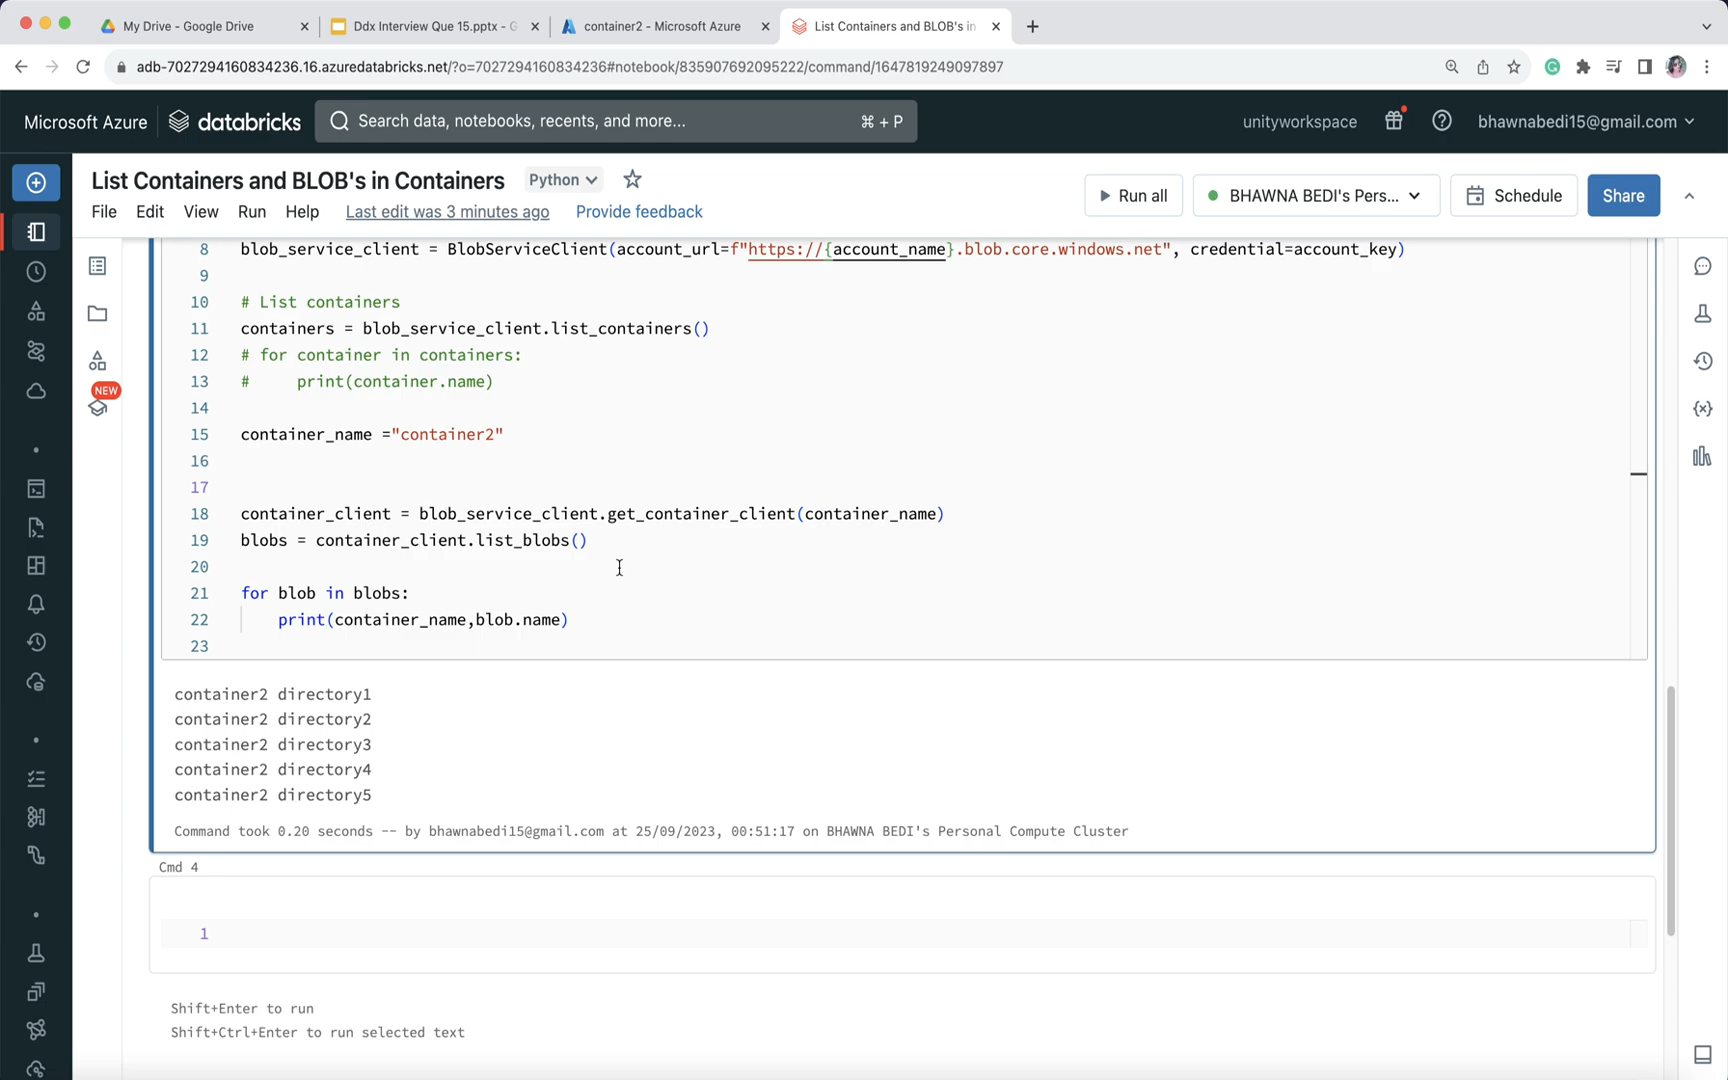 My Drive - Google Drive
Ddx Interview Que 15.pptx - G
container2 - Microsoft Azure
List Containers and BLOB's in
adb-7027294160834236.16.azuredatabricks.net/?o=7027294160834236#notebook/835907692095222/command/1647819249097897
Microsoft Azure
databricks
Search data, notebooks, recents, and more...
⌘ + P
unityworkspace
bhawnabedi15@gmail.com
List Containers and BLOB's in Containers
Python
File Edit View Run Help Last edit was 3 minutes ago Provide feedback
Run all
BHAWNA BEDI's Pers...
Schedule
Share
NEW
8 blob_service_client = BlobServiceClient(account_url=f"https://{account_name}.blob.core.windows.net", credential=account_key)
9
10 # List containers
11 containers = blob_service_client.list_containers()
12 # for container in containers:
13 #     print(container.name)
14
15 container_name ="container2"
16
17
18 container_client = blob_service_client.get_container_client(container_name)
19 blobs = container_client.list_blobs()
20
21 for blob in blobs:
22     print(container_name,blob.name)
23
container2 directory1
container2 directory2
container2 directory3
container2 directory4
container2 directory5
Command took 0.20 seconds -- by bhawnabedi15@gmail.com at 25/09/2023, 00:51:17 on BHAWNA BEDI's Personal Compute Cluster
Cmd 4
1
Shift+Enter to run
Shift+Ctrl+Enter to run selected text